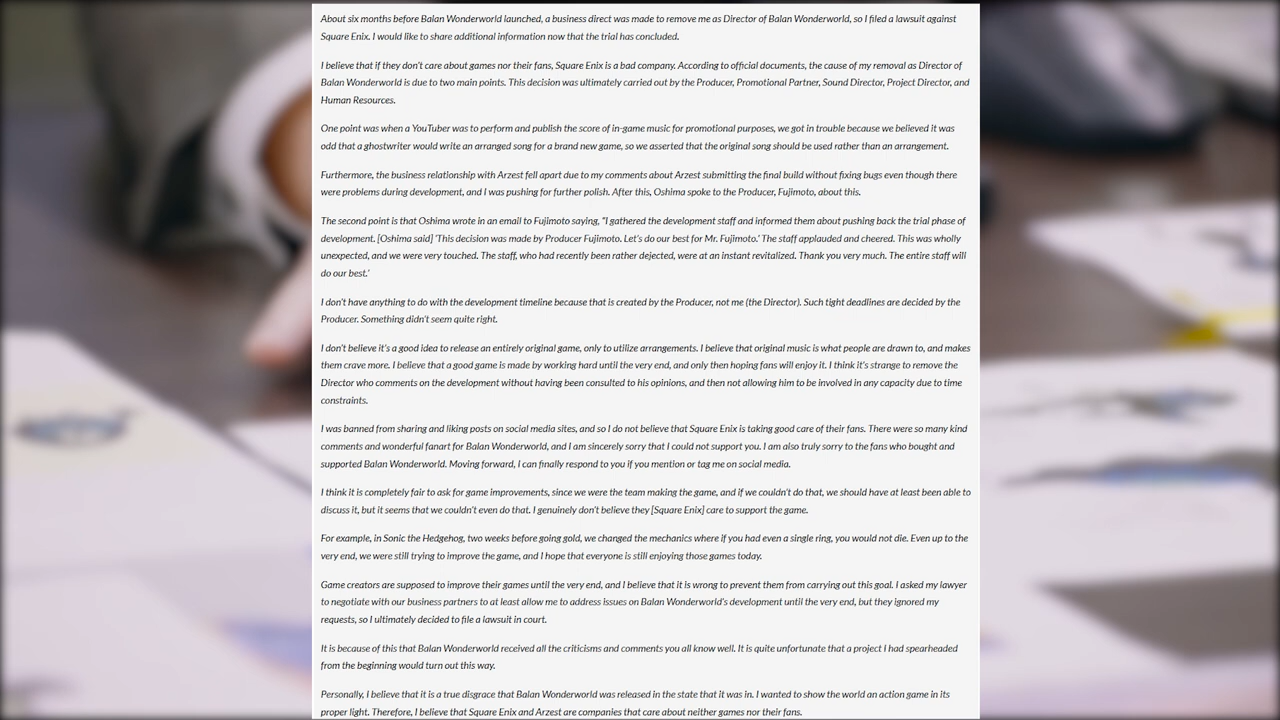 About six months before Balan Wonderworld launched, a business direct was made to remove me as Director of Balan Wonderworld, so I filed a lawsuit against
Square Enix. I would like to share additional information now that the trial has concluded.
I believe that if they don't care about games nor their fans, Square Enix is a bad company. According to official documents, the cause of my removal as Director of
Balan Wonderworld is due to two main points. This decision was ultimately carried out by the Producer, Promotional Partner, Sound Director, Project Director, and
Human Resources.
One point was when a YouTuber was to perform and publish the score of in-game music for promotional purposes, we got in trouble because we believed it was
odd that a ghostwriter would write an arranged song for a brand new game, so we asserted that the original song should be used rather than an arrangement.
Furthermore, the business relationship with Arzest fell apart due to my comments about Arzest submitting the final build without fixing bugs even though there
were problems during development, and I was pushing for further polish. After this, Oshima spoke to the Producer, Fujimoto, about this.
The second point is that Oshima wrote in an email to Fujimoto saying, "I gathered the development staff and informed them about pushing back the trial phase of
development. [Oshima said] 'This decision was made by Producer Fujimoto. Let's do our best for Mr. Fujimoto.' The staff applauded and cheered. This was wholly
unexpected, and we were very touched. The staff, who had recently been rather dejected, were at an instant revitalized. Thank you very much. The entire staff will
do our best.'
I don't have anything to do with the development timeline because that is created by the Producer, not me (the Director). Such tight deadlines are decided by the
Producer. Something didn't seem quite right.
I don't believe it's a good idea to release an entirely original game, only to utilize arrangements. I believe that original music is what people are drawn to, and makes
them crave more. I believe that a good game is made by working hard until the very end, and only then hoping fans will enjoy it. I think it's strange to remove the
Director who comments on the development without having been consulted to his opinions, and then not allowing him to be involved in any capacity due to time
constraints.
I was banned from sharing and liking posts on social media sites, and so I do not believe that Square Enix is taking good care of their fans. There were so many kind
comments and wonderful fanart for Balan Wonderworld, and I am sincerely sorry that I could not support you. I am also truly sorry to the fans who bought and
supported Balan Wonderworld. Moving forward, I can finally respond to you if you mention or tag me on social media.
I think it is completely fair to ask for game improvements, since we were the team making the game, and if we couldn't do that, we should have at least been able to
discuss it, but it seems that we couldn't even do that. I genuinely don't believe they [Square Enix] care to support the game.
For example, in Sonic the Hedgehog, two weeks before going gold, we changed the mechanics where if you had even a single ring, you would not die. Even up to the
very end, we were still trying to improve the game, and I hope that everyone is still enjoying those games today.
Game creators are supposed to improve their games until the very end, and I believe that it is wrong to prevent them from carrying out this goal. I asked my lawyer
to negotiate with our business partners to at least allow me to address issues on Balan Wonderworld's development until the very end, but they ignored my
requests, so I ultimately decided to file a lawsuit in court.
It is because of this that Balan Wonderworld received all the criticisms and comments you all know well. It is quite unfortunate that a project I had spearheaded
from the beginning would turn out this way.
Personally, I believe that it is a true disgrace that Balan Wonderworld was released in the state that it was in. I wanted to show the world an action game in its
proper light. Therefore, I believe that Square Enix and Arzest are companies that care about neither games nor their fans.